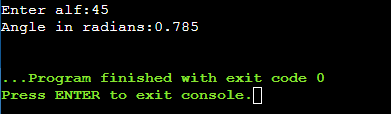 Enter alf:45
Angle in radians:0.785
...Program finished with exit code 0
Press ENTER to exit console.